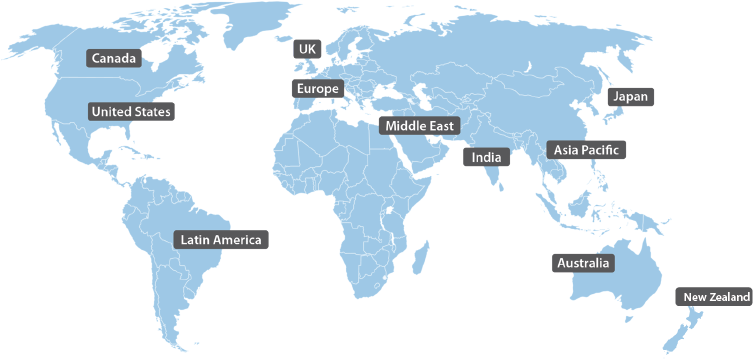 UK
Canada
Europe
Japan
United States
Middle East
Asia Pacific
India
Latin America
Australia
New Zealand